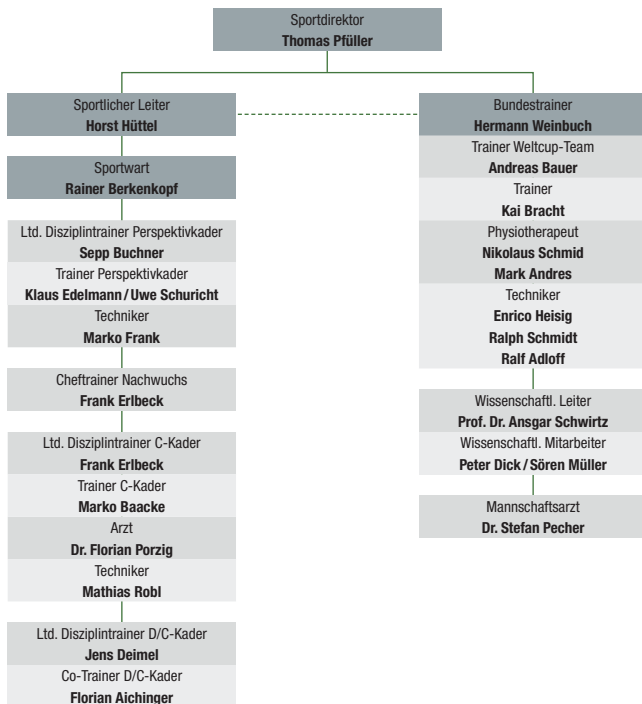 Sportdirektor
Thomas Pfüller
Sportlicher Leiter
Horst Hüttel
Sportwart
Rainer Berkenkopf
Ltd. Disziplintrainer Perspektivkader
Sepp Buchner
Trainer Perspektivkader
Klaus Edelmann / Uwe Schuricht
Techniker
Marko Frank
Cheftrainer Nachwuchs
Frank Erlbeck
Ltd. Disziplintrainer C-Kader
Frank Erlbeck
Trainer C-Kader
Marko Baacke
Arzt
Dr. Florian Porzig
Techniker
Mathias Robl
Ltd. Disziplintrainer D/C-Kader
Jens Deimel
Co-Trainer D/C-Kader
Florian Aichinger
Bundestrainer
Hermann Weinbuch
Trainer Weltcup-Team
Andreas Bauer
Trainer
Kai Bracht
Physiotherapeut
Nikolaus Schmid
Mark Andres
Techniker
Enrico Heisig
Ralph Schmidt
Ralf Adloff
Wissenschaftl. Leiter
Prof. Dr. Ansgar Schwirtz
Wissenschaftl. Mitarbeiter
Peter Dick / Sören Müller
Mannschaftsarzt
Dr. Stefan Pecher